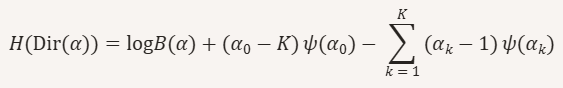 H(Dir(α)) = logB(α) + (α₀ − K) ψ(α₀) − ∑_{k = 1}^{K} (αₖ − 1) ψ(αₖ)